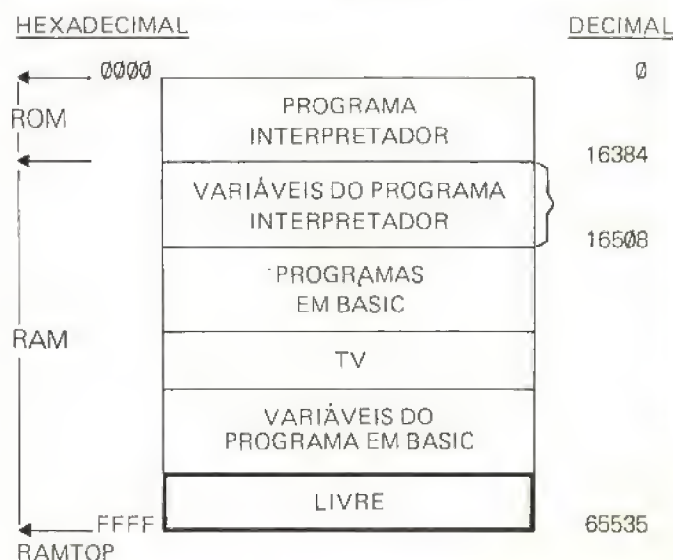 HEXADECIMAL DECIMAL
0000 0
ROM
PROGRAMA
INTERPRETADOR
16384
VARIÁVEIS DO PROGRAMA
INTERPRETADOR
16508
PROGRAMAS
EM BASIC
RAM
TV
VARIÁVEIS DO
PROGRAMA EM BASIC
LIVRE
FFFF 65535
RAMTOP